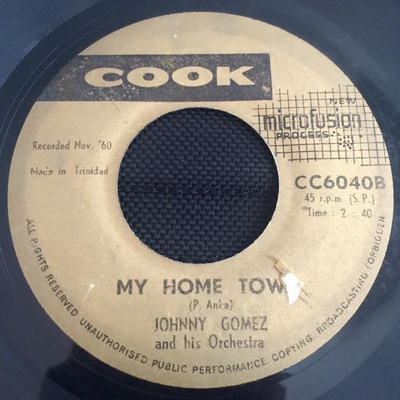 COOK
NEW
microfusion
PROCESS
Recorded Nov. '60
Made in Trinidad
CC6040B
45 r.p.m (S.P.)
Time : 2 : 40
MY HOME TOW
(P. Anka)
JOHNNY GOMEZ
and his Orchestra
ALL RIGHTS RESERVED UNAUTHORISED PUBLIC PERFORMANCE, COPYING, BROADCASTING FORBIDDEN